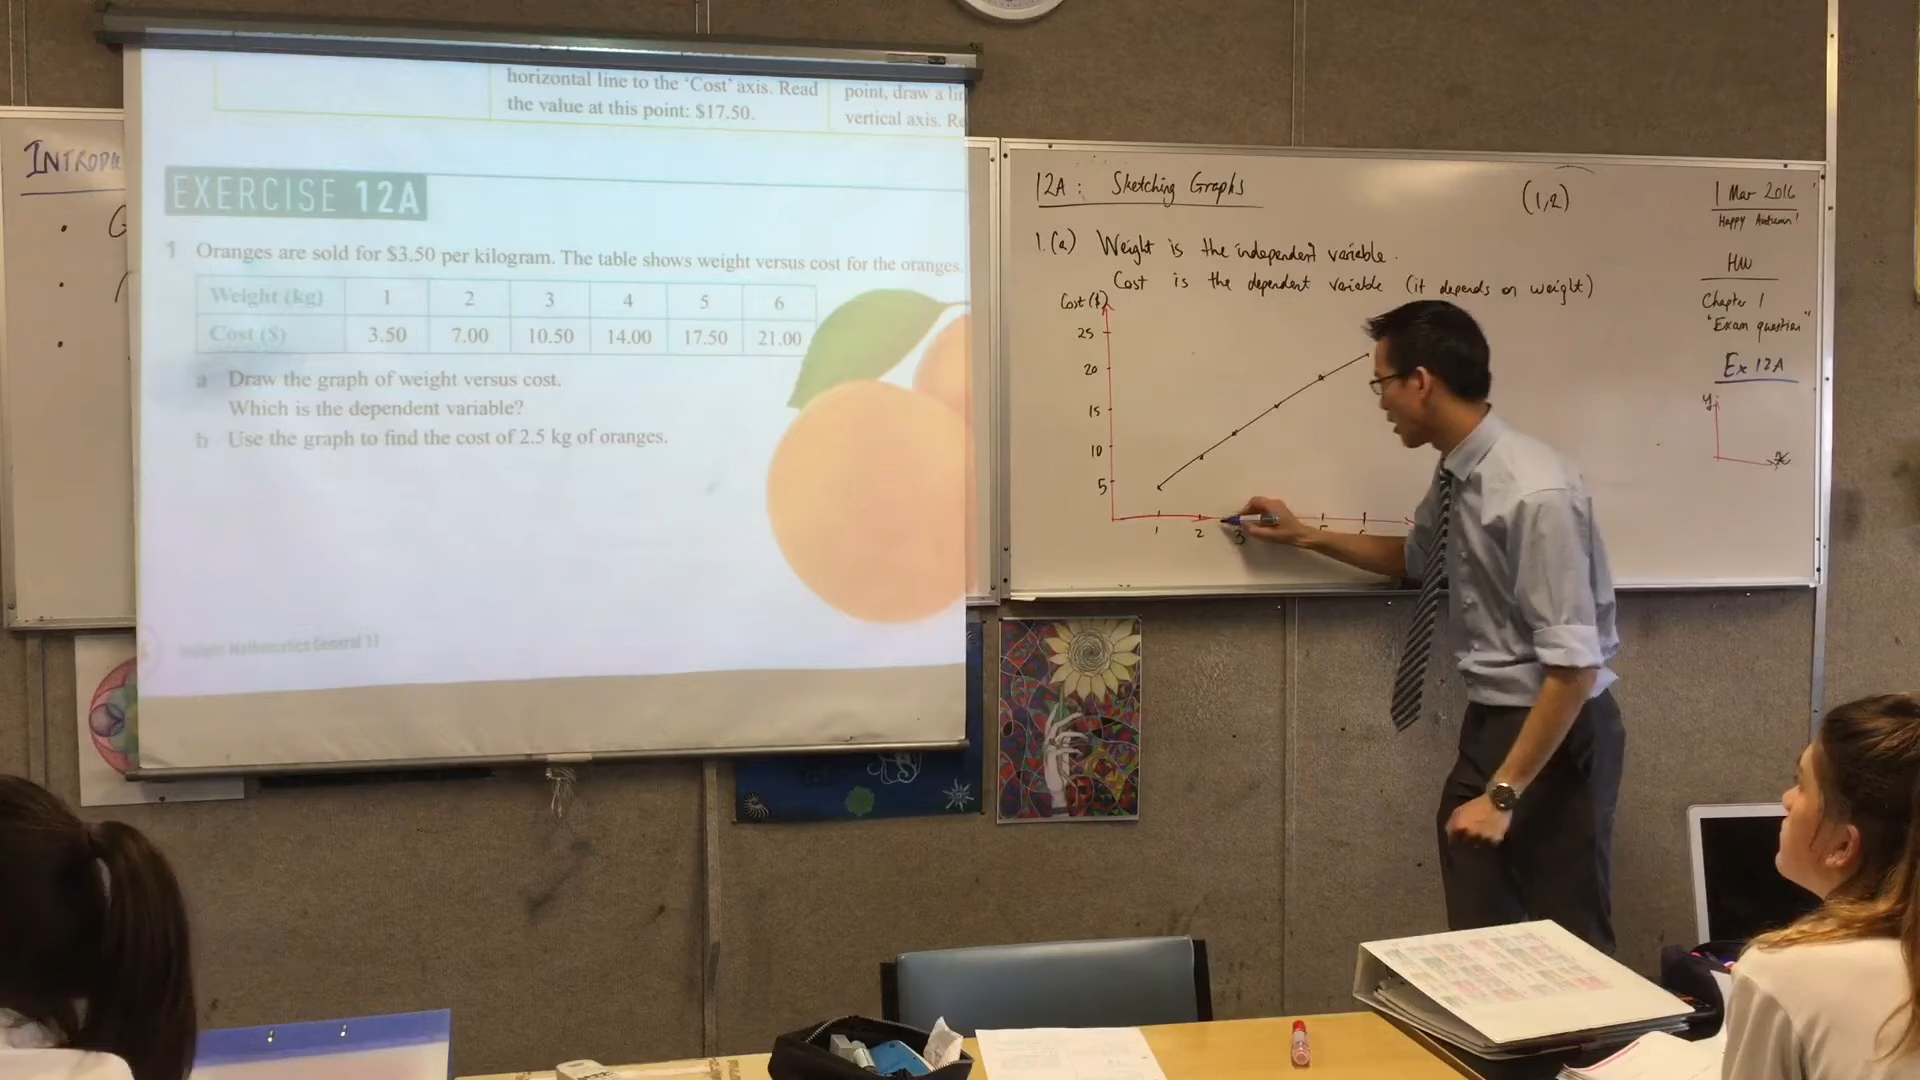 horizontal line to the 'Cost' axis. Read
the value at this point: $17.50.
point, draw a
vertical axis.
EXERCISE 12A
1 Oranges are sold for $3.50 per kilogram. The table shows weight versus cost for the oranges.
Weight (kg) 1 2 3 4 5 6
Cost ($) 3.50 7.00 10.50 14.00 17.50 21.00
a Draw the graph of weight versus cost.
Which is the dependent variable?
b Use the graph to find the cost of 2.5 kg of oranges.
Insight Mathematics General 11
12A: Sketching Graphs
(1,2)
1.(a) Weight is the independent variable.
Cost is the dependent variable (it depends on weight)
Cost ($)
25
20
15
10
5
1 2 3
1 Mar 2016
Happy Autumn!
HW
Chapter 1
"Exam question"
Ex 12A
y
x